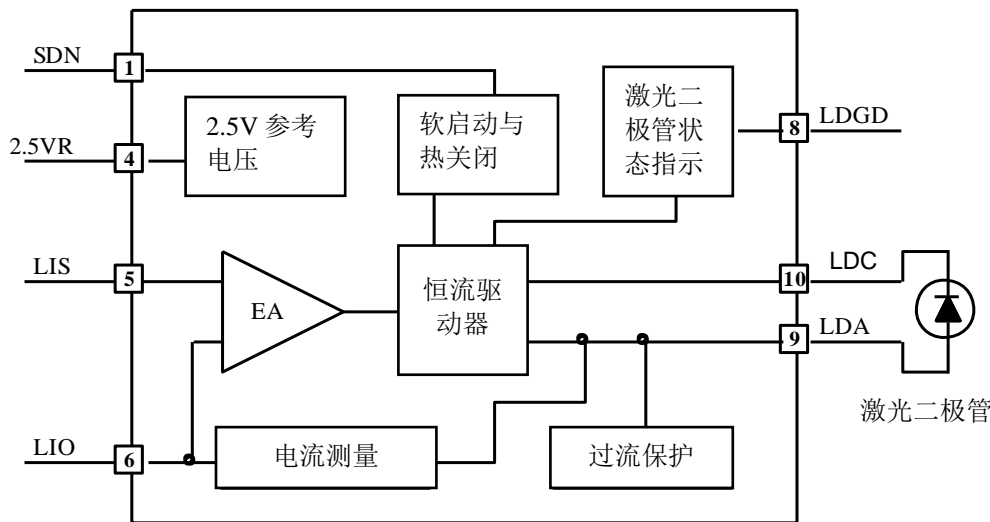 SDN
1
2.5VR
4
2.5V 参考
电压
软启动与
热关闭
激光二
极管状
态指示
8
LDGD
LIS
5
EA
恒流驱
动器
10
LDC
9
LDA
激光二极管
LIO
6
电流测量
过流保护